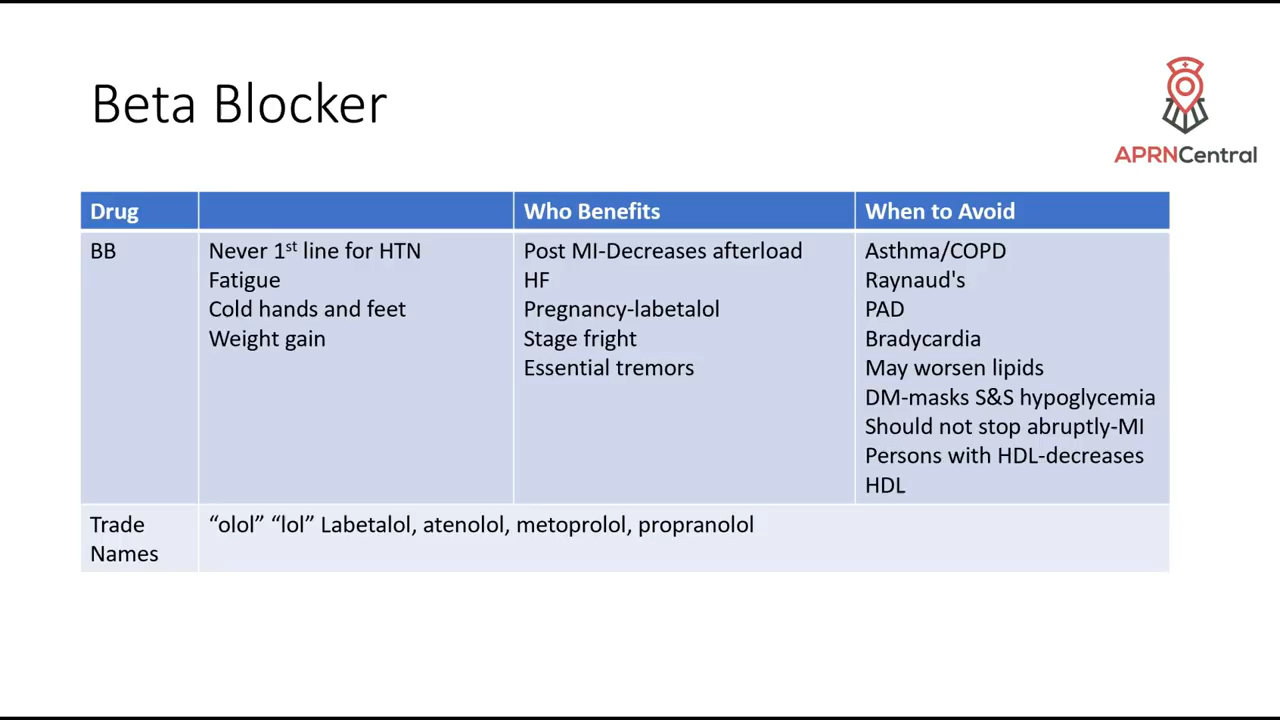 Beta Blocker
APRNCentral
Drug
Who Benefits
When to Avoid
BB
Never 1st line for HTN
Fatigue
Cold hands and feet
Weight gain
Post MI-Decreases afterload
HF
Pregnancy-labetalol
Stage fright
Essential tremors
Asthma/COPD
Raynaud's
PAD
Bradycardia
May worsen lipids
DM-masks S&S hypoglycemia
Should not stop abruptly-MI
Persons with HDL-decreases
HDL
Trade
Names
“olol” “lol” Labetalol, atenolol, metoprolol, propranolol